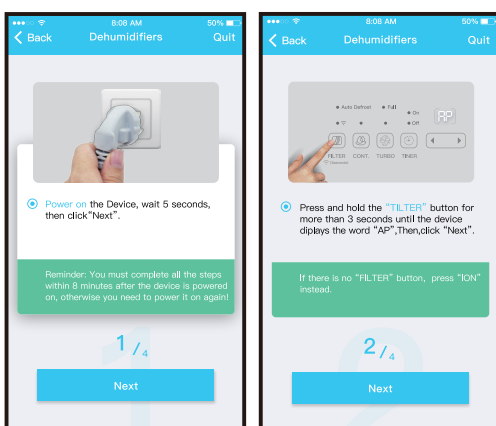 8:08 AM
50%
Back
Dehumidifiers
Quit
Power on the Device, wait 5 seconds,
then click"Next".
Reminder: You must complete all the steps
within 8 minutes after the device is powered
on, otherwise you need to power it on again!
1/4
Next
8:08 AM
50%
Back
Dehumidifiers
Quit
Auto Defrost
Full
On
Off
AP
FILTER
CONT.
TURBO
TIMER
Press and hold the "TILTER" button for
more than 3 seconds until the device
diplays the word "AP",Then,click "Next".
If there is no "FILTER" button, press "ION"
instead.
2/4
Next